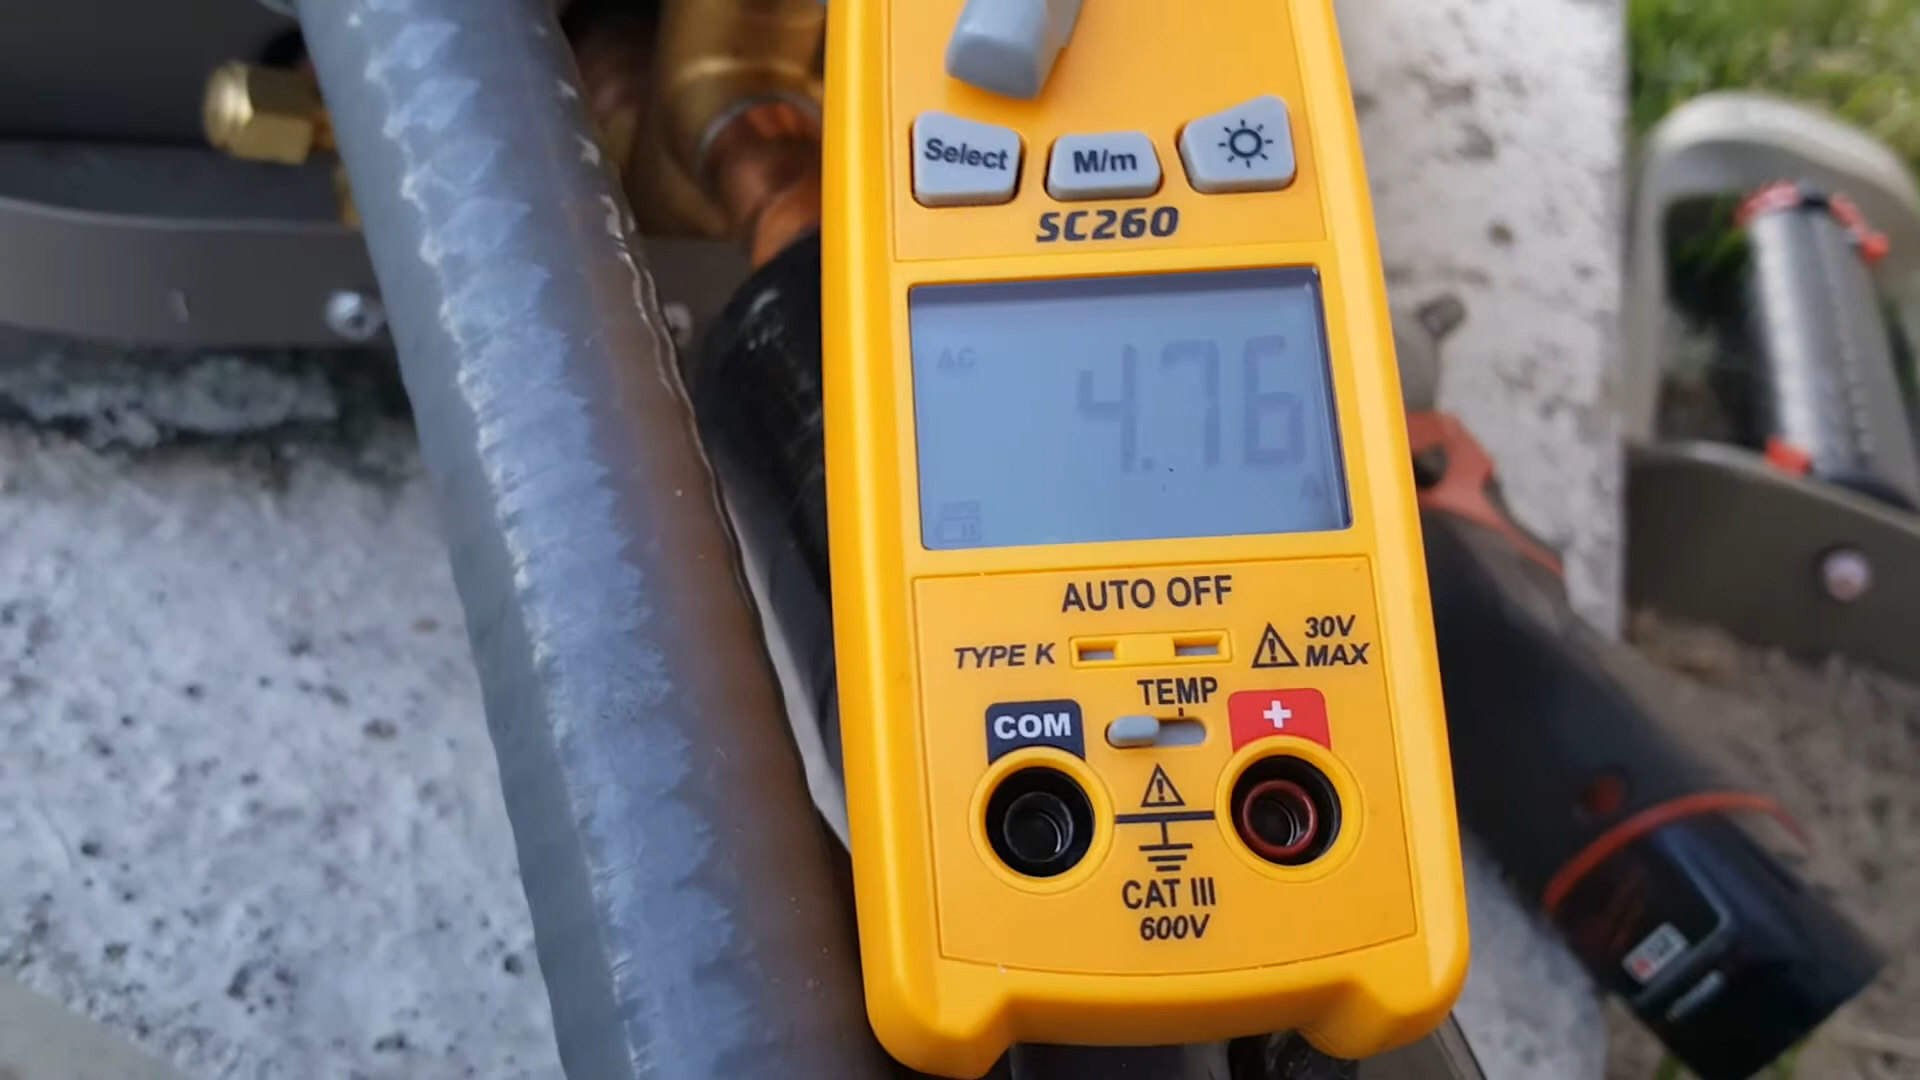 Select
M/m
SC260
AC
4.76
A
AUTO OFF
TYPE K
30V
MAX
TEMP
COM
CAT III
600V